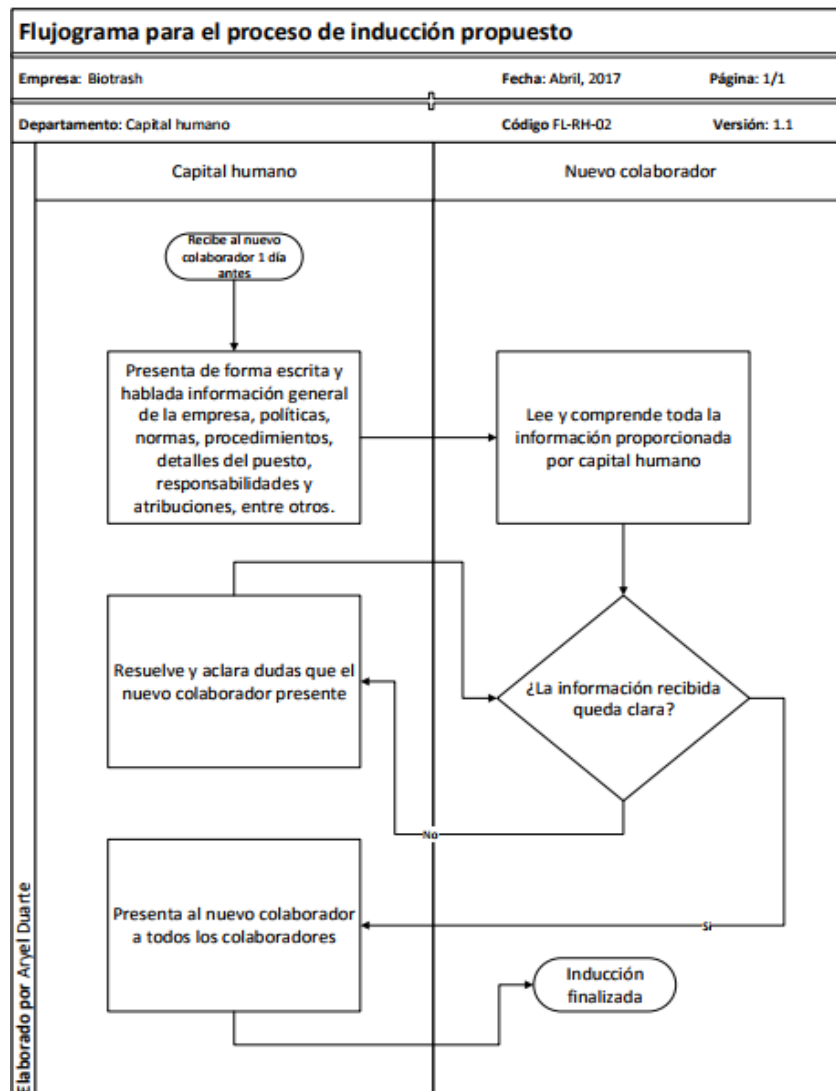 Flujograma para el proceso de inducción propuesto
Empresa: Biotrash
Fecha: Abril, 2017
Página: 1/1
Departamento: Capital humano
Código FL-RH-02
Versión: 1.1
Capital humano
Nuevo colaborador
Recibe al nuevo
colaborador 1 día
antes
Presenta de forma escrita y
hablada información general
de la empresa, políticas,
normas, procedimientos,
detalles del puesto,
responsabilidades y
atribuciones, entre otros.
Lee y comprende toda la
información proporcionada
por capital humano
Resuelve y aclara dudas que el
nuevo colaborador presente
¿La información recibida
queda clara?
No
Presenta al nuevo colaborador
a todos los colaboradores
Si
Inducción
finalizada
Elaborado por Aryel Duarte